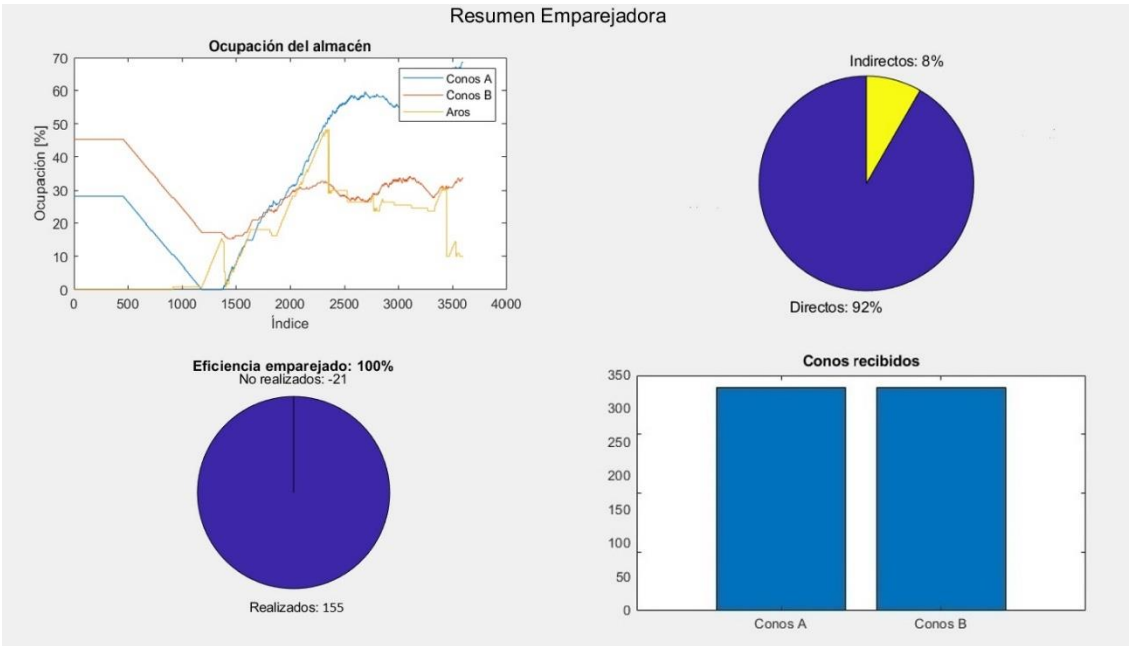 Resumen Emparejadora
Ocupación del almacén
70
60
50
40
30
20
10
0
Ocupación [%]
0 500 1000 1500 2000 2500 3000 3500 4000
Índice
Conos A
Conos B
Aros
Indirectos: 8%
Directos: 92%
Eficiencia emparejado: 100%
No realizados: -21
Realizados: 155
Conos recibidos
350
300
250
200
150
100
50
0
Conos A Conos B